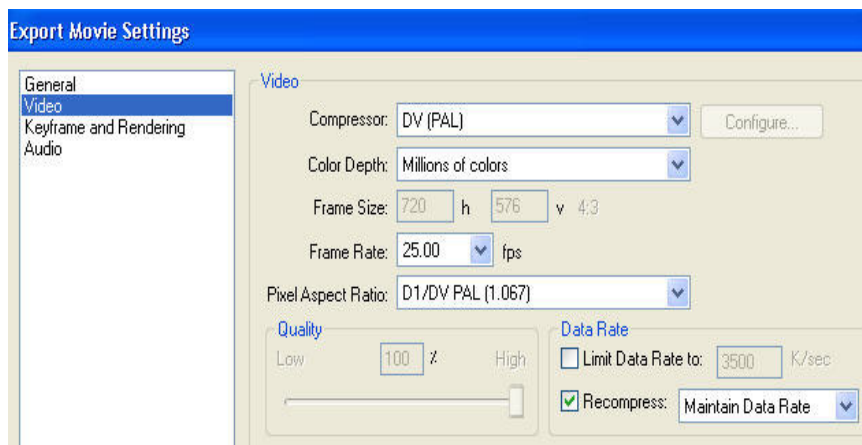 Export Movie Settings
General
Video
Keyframe and Rendering
Audio
Video
Compressor: DV (PAL) Configure...
Color Depth: Millions of colors
Frame Size: 720 h 576 v 4:3
Frame Rate: 25.00 fps
Pixel Aspect Ratio: D1/DV PAL (1.067)
Quality
Low 100 % High
Data Rate
Limit Data Rate to: 3500 K/sec
Recompress: Maintain Data Rate